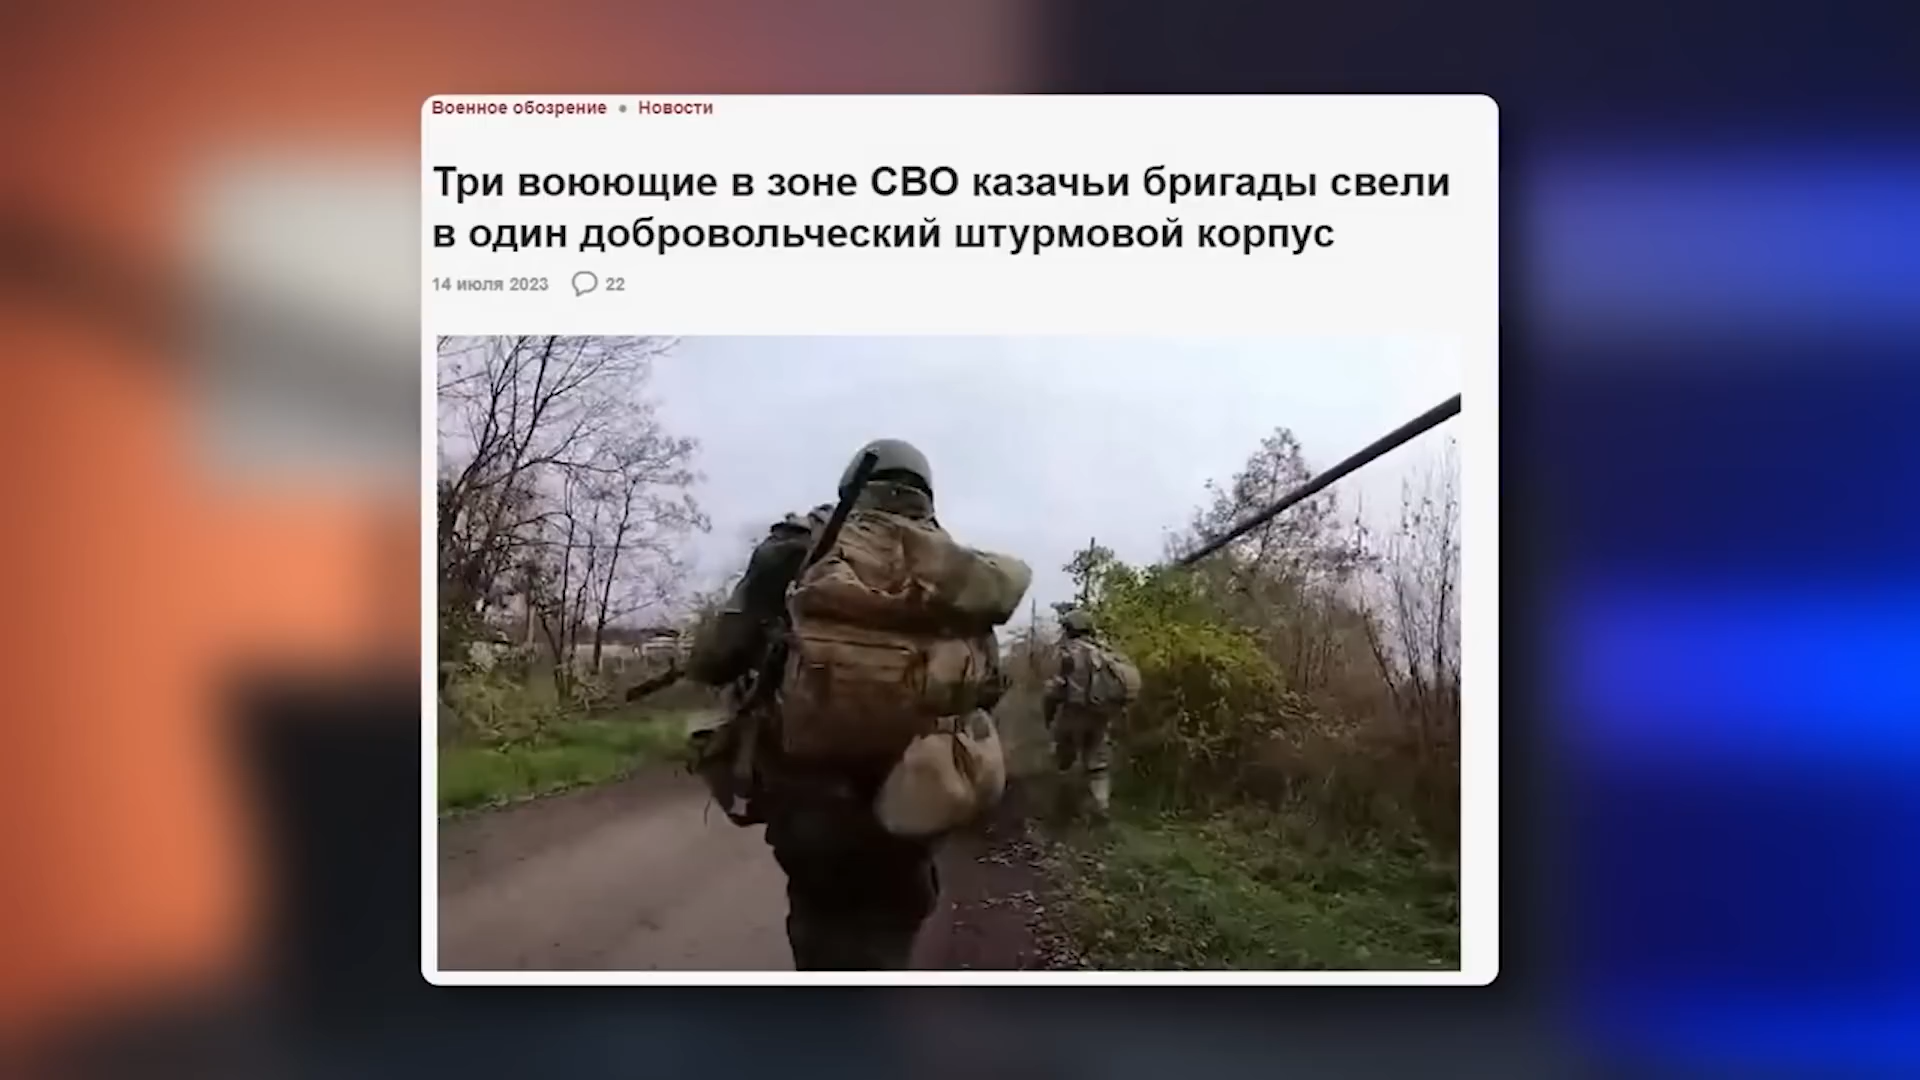 Военное обозрение • Новости
Три воюющие в зоне СВО казачьи бригады свели
в один добровольческий штурмовой корпус
14 июля 2023 22